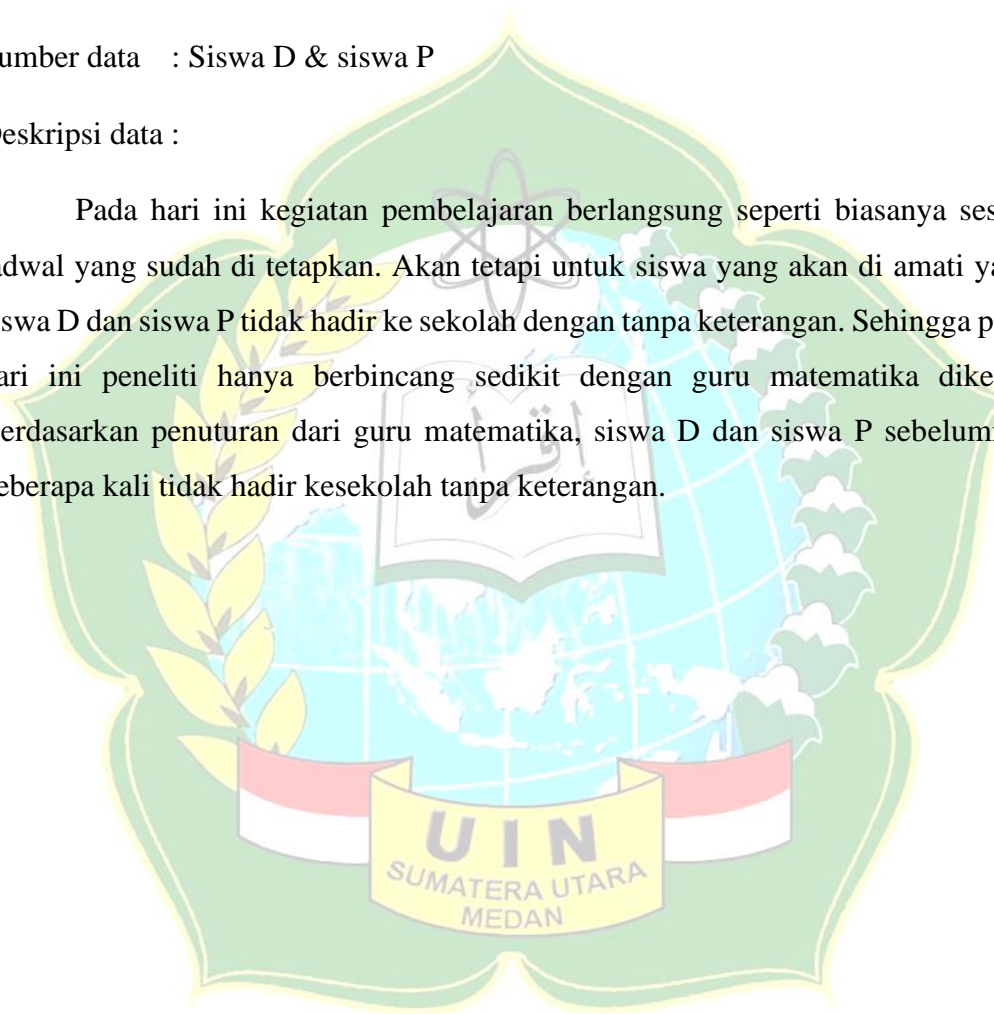 umber data : Siswa D & siswa P
eskripsi data :
Pada hari ini kegiatan pembelajaran berlangsung seperti biasanya ses
adwal yang sudah di tetapkan. Akan tetapi untuk siswa yang akan di amati ya
swa D dan siswa P tidak hadir ke sekolah dengan tanpa keterangan. Sehingga p
ari ini peneliti hanya berbincang sedikit dengan guru matematika dike
erdasarkan penuturan dari guru matematika, siswa D dan siswa P sebelum
eberapa kali tidak hadir kesekolah tanpa keterangan.
إقرأ
UIN
SUMATERA UTARA
MEDAN